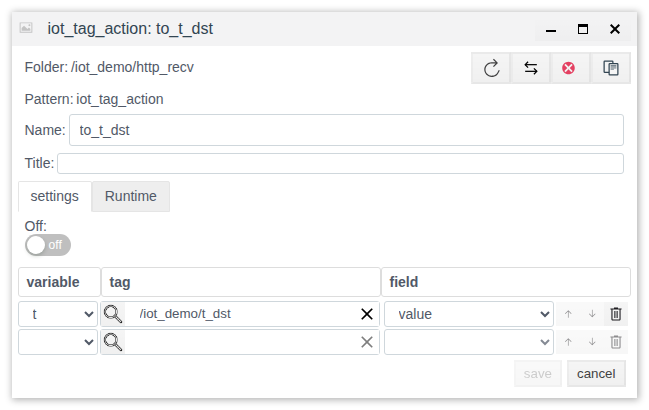 iot_tag_action: to_t_dst
Folder: /iot_demo/http_recv
Pattern: iot_tag_action
Name: to_t_dst
Title:
settings Runtime
Off:
off
variable tag field
t /iot_demo/t_dst value
save cancel